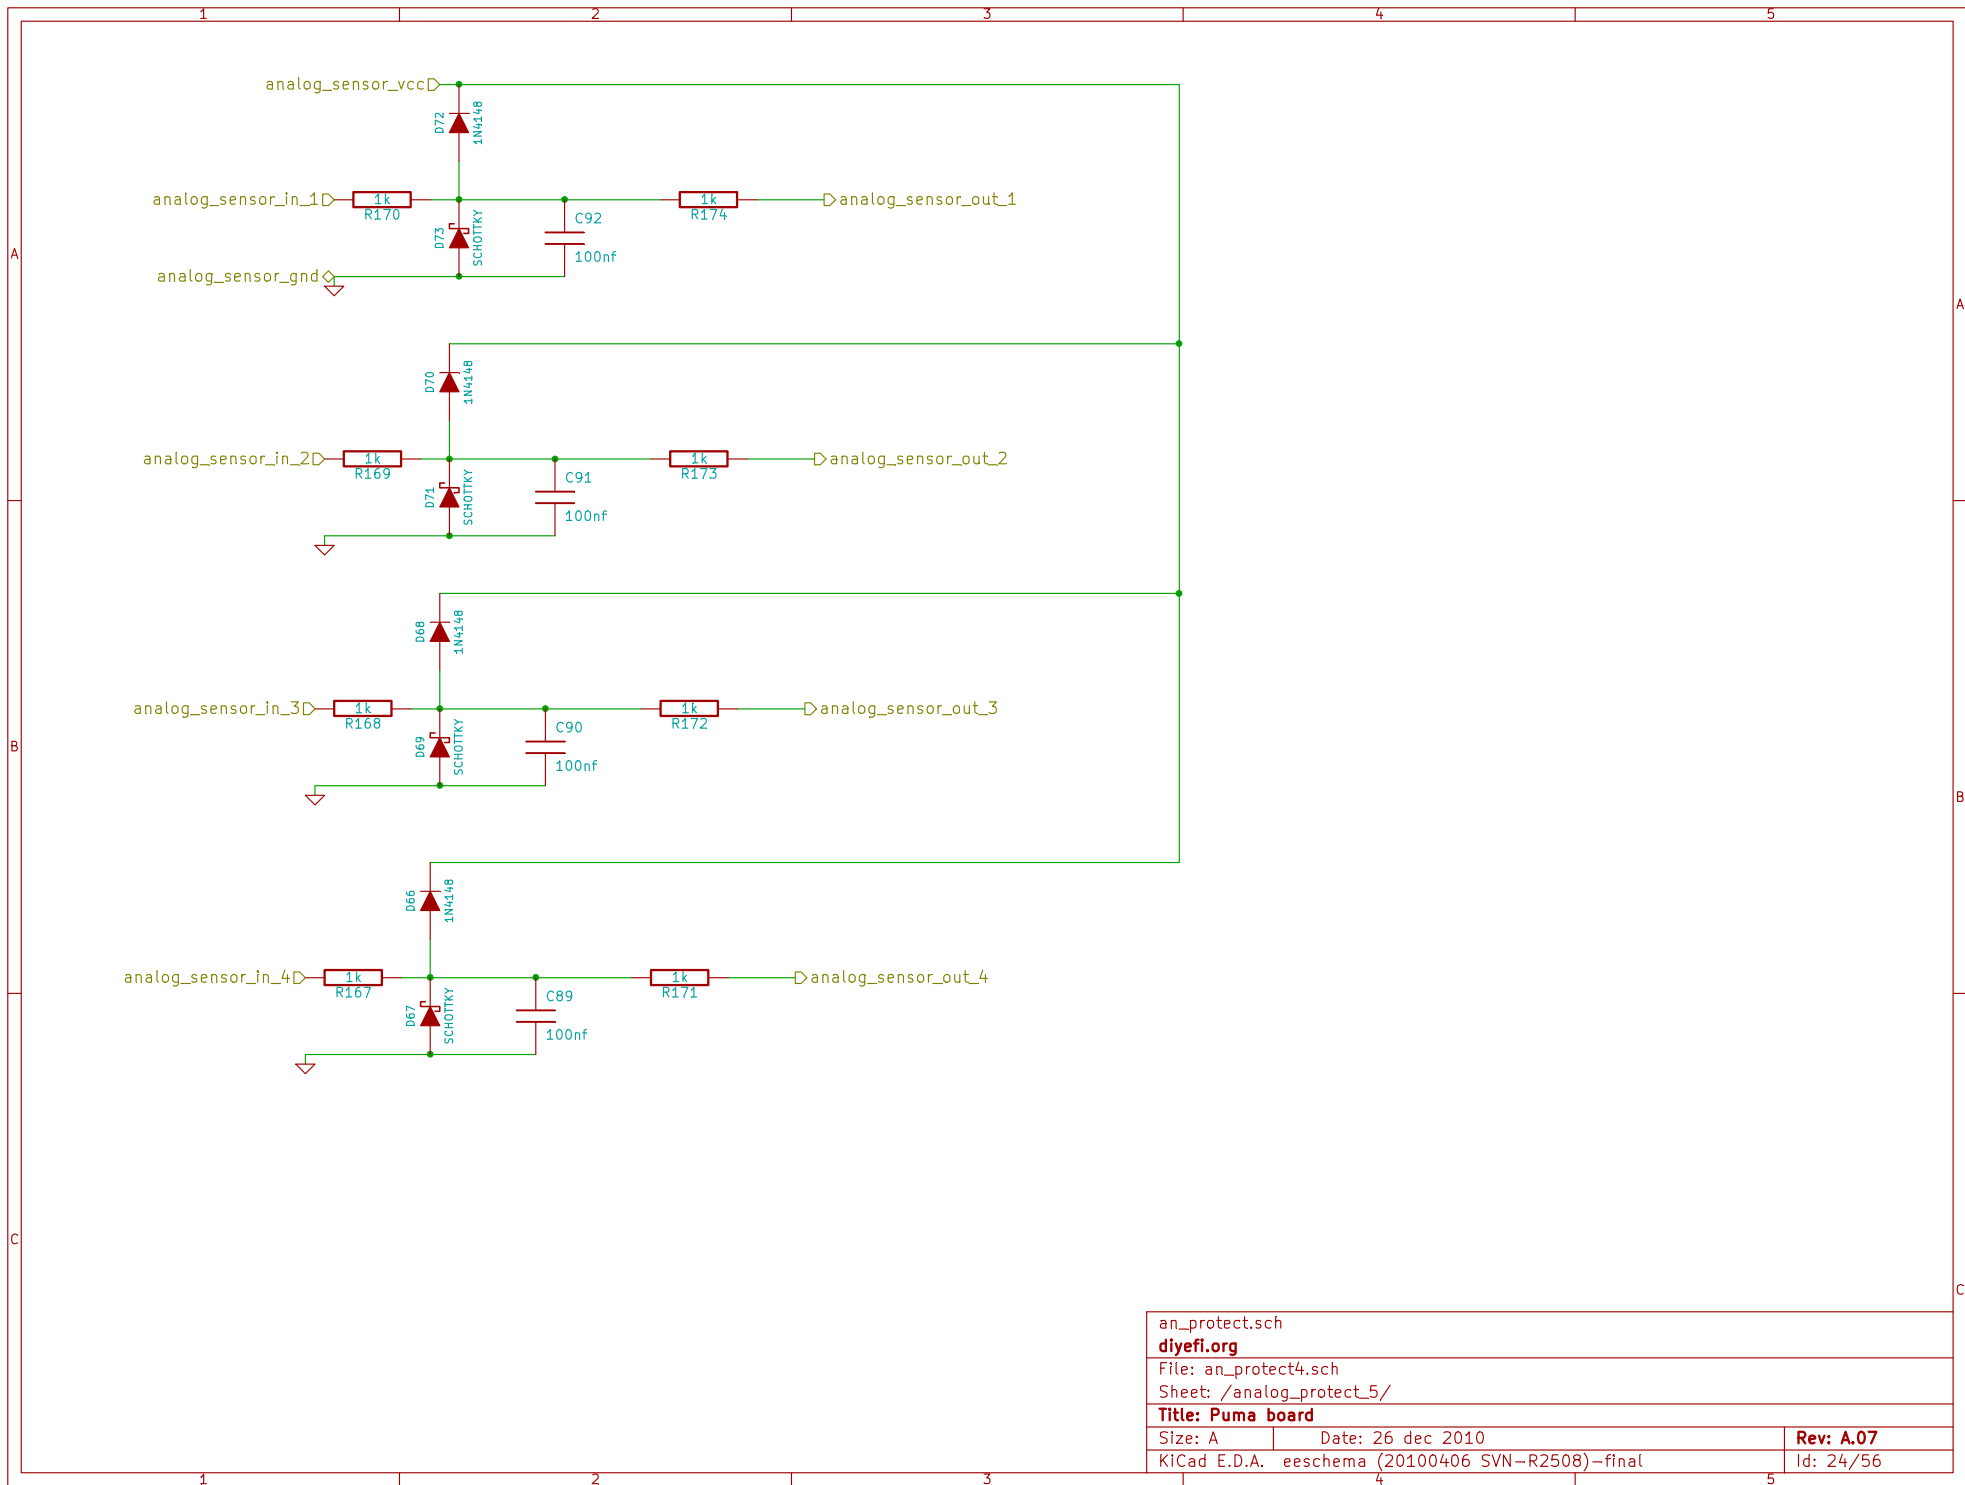 1 2 3 4 5
analog_sensor_vcc
D72
1N4148
analog_sensor_in_1
1k
R170
1k
R174
analog_sensor_out_1
D73
SCHOTTKY
C92
100nf
A
analog_sensor_gnd
A
D70
1N4148
analog_sensor_in_2
1k
R169
1k
R173
analog_sensor_out_2
D71
SCHOTTKY
C91
100nf
D68
1N4148
analog_sensor_in_3
1k
R168
1k
R172
analog_sensor_out_3
D69
SCHOTTKY
C90
100nf
B
B
D66
1N4148
analog_sensor_in_4
1k
R167
1k
R171
analog_sensor_out_4
D67
SCHOTTKY
C89
100nf
C
C
an_protect.sch
diyefi.org
File: an_protect4.sch
Sheet: /analog_protect_5/
Title: Puma board
Size: A Date: 26 dec 2010 Rev: A.07
KiCad E.D.A. eeschema (20100406 SVN-R2508)-final Id: 24/56
1 2 3 4 5